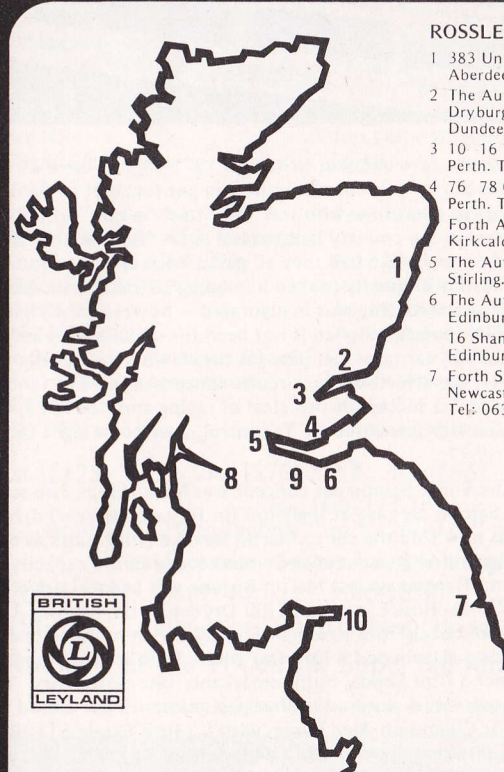 ROSSLE
1 383 Un
Aberdee
2 The Au
Dryburg
Dundee
3 10 16
Perth. T
4 76 78
Perth. T
Forth A
Kirkcald
5 The Aut
Stirling.
6 The Aut
Edinbur
16 Shan
Edinbur
7 Forth S
Newcast
Tel: 063
1
2
3
4
5
9 6
8
7
10
BRITISH
L
LEYLAND